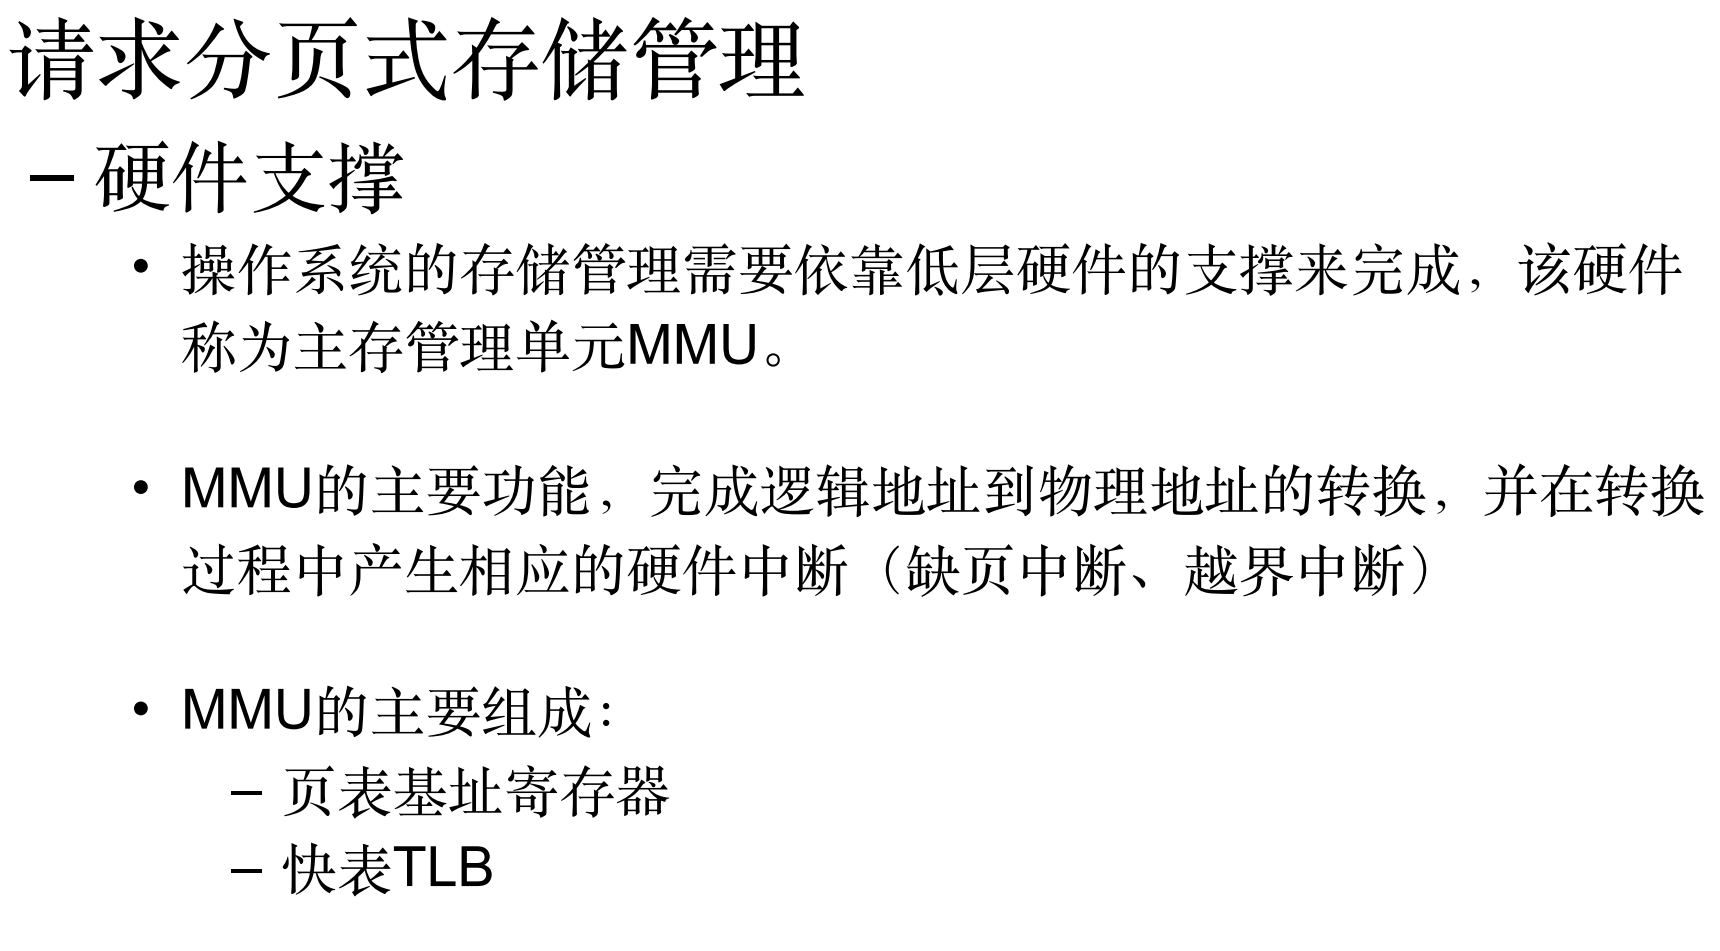 请求分页式存储管理
– 硬件支撑
• 操作系统的存储管理需要依靠低层硬件的支撑来完成，该硬件
称为主存管理单元MMU。
• MMU的主要功能，完成逻辑地址到物理地址的转换，并在转换
过程中产生相应的硬件中断（缺页中断、越界中断）
• MMU的主要组成：
– 页表基址寄存器
– 快表TLB